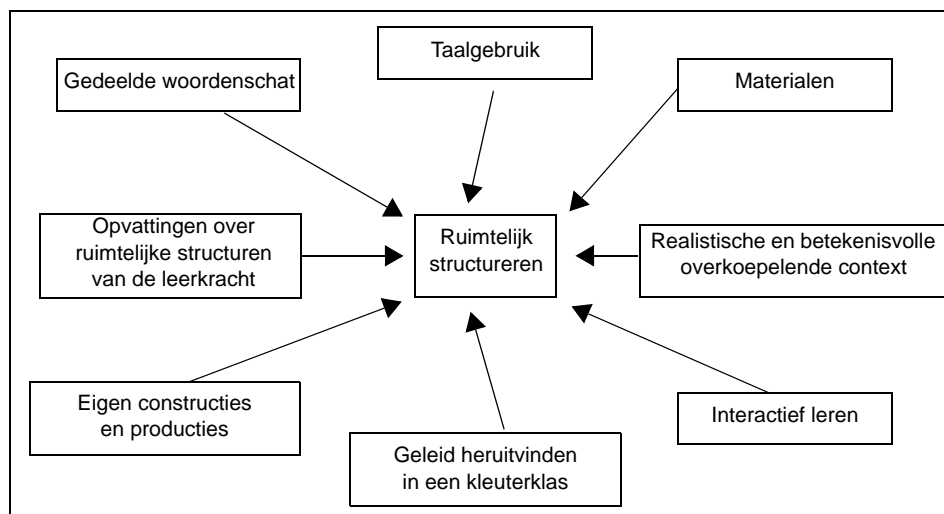 Taalgebruik
Gedeelde woordenschat
Materialen
Opvattingen over
ruimtelijke structuren
van de leerkracht
Ruimtelijk
structureren
Realistische en betekenisvolle
overkoepelende context
Eigen constructies
en producties
Geleid heruitvinden
in een kleuterklas
Interactief leren